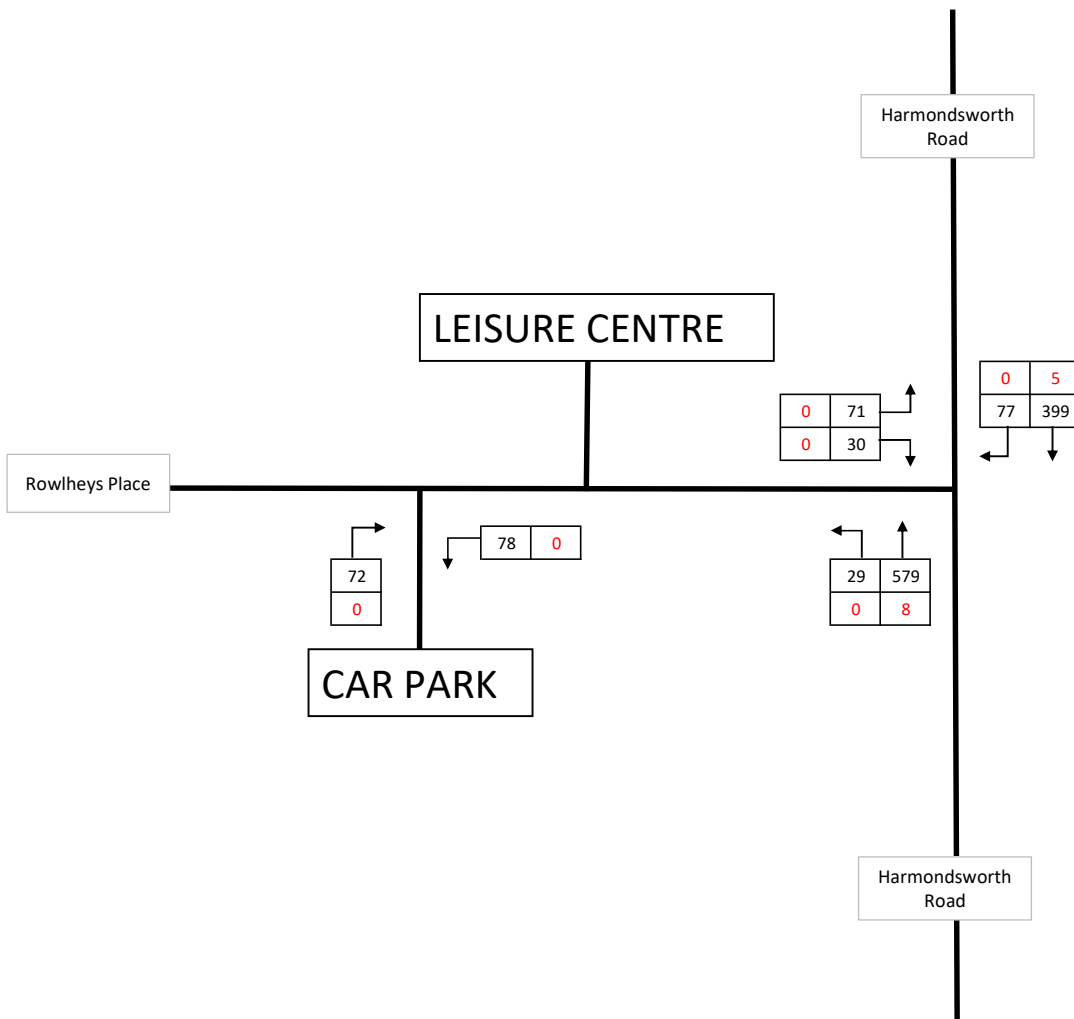 Harmondsworth
Road
LEISURE CENTRE
0 5
77 399
0 71
0 30
Rowlheys Place
78 0
72
0
29 579
0 8
CAR PARK
Harmondsworth
Road